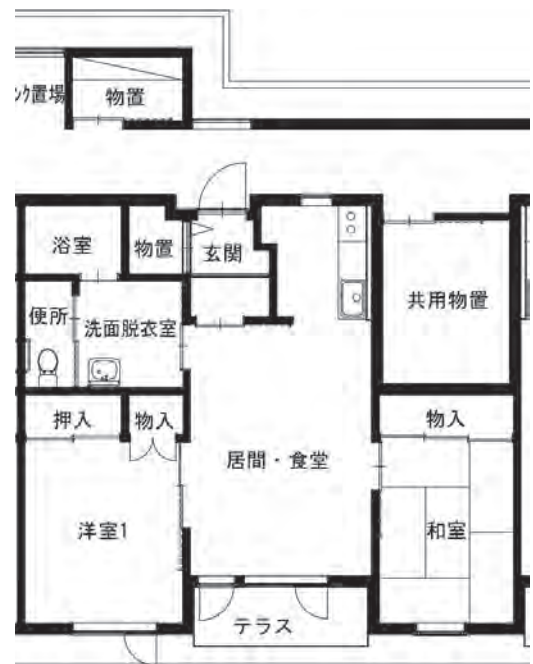 ンク置場
物置
浴室
物置
玄関
共用物置
便所
洗面脱衣室
押入
物入
物入
居間・食堂
洋室1
和室
テラス